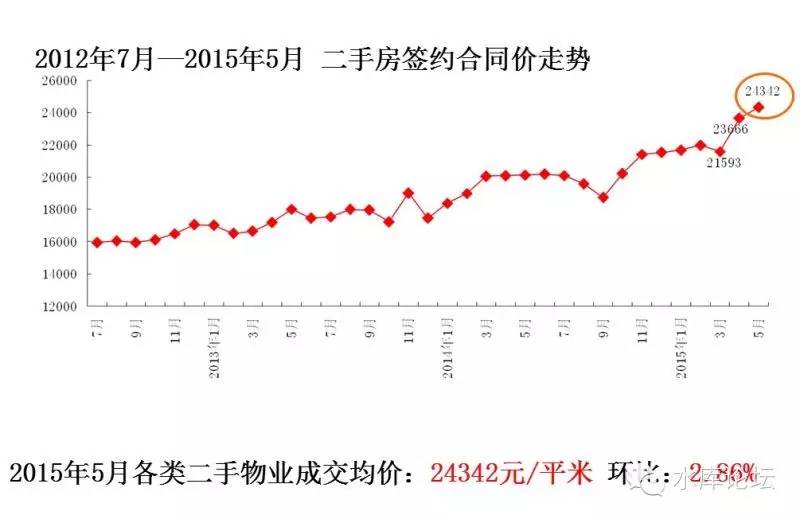 2012年7月—2015年5月 二手房签约合同价走势
26000
24000
22000
20000
18000
16000
14000
12000
24342
23666
21593
7月
9月
11月
2013年1月
3月
5月
7月
9月
11月
2014年1月
3月
5月
7月
9月
11月
2015年1月
3月
5月
2015年5月各类二手物业成交均价：24342元/平米 环比：2.86%
水库论坛